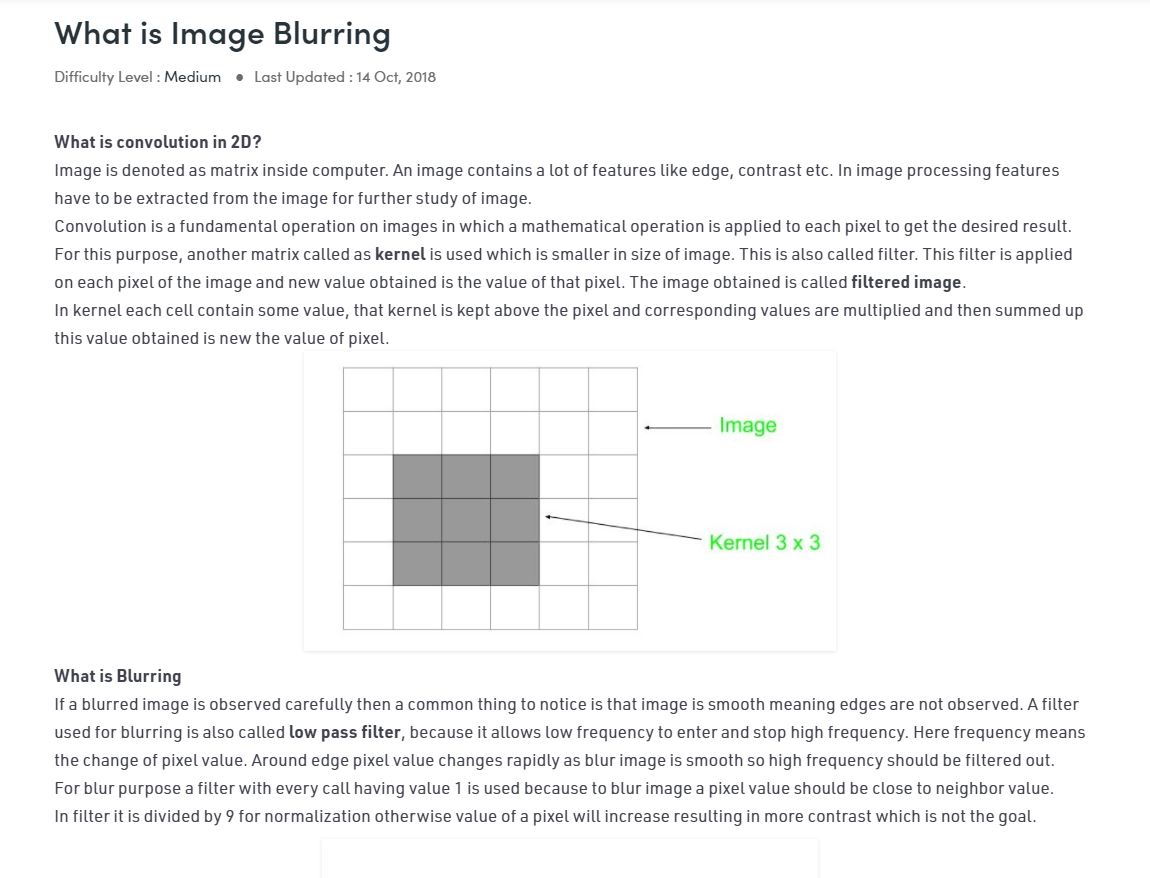 What is Image Blurring
Difficulty Level : Medium ● Last Updated : 14 Oct, 2018
What is convolution in 2D?
Image is denoted as matrix inside computer. An image contains a lot of features like edge, contrast etc. In image processing features
have to be extracted from the image for further study of image.
Convolution is a fundamental operation on images in which a mathematical operation is applied to each pixel to get the desired result.
For this purpose, another matrix called as kernel is used which is smaller in size of image. This is also called filter. This filter is applied
on each pixel of the image and new value obtained is the value of that pixel. The image obtained is called filtered image.
In kernel each cell contain some value, that kernel is kept above the pixel and corresponding values are multiplied and then summed up
this value obtained is new the value of pixel.
Image
Kernel 3 x 3
What is Blurring
If a blurred image is observed carefully then a common thing to notice is that image is smooth meaning edges are not observed. A filter
used for blurring is also called low pass filter, because it allows low frequency to enter and stop high frequency. Here frequency means
the change of pixel value. Around edge pixel value changes rapidly as blur image is smooth so high frequency should be filtered out.
For blur purpose a filter with every call having value 1 is used because to blur image a pixel value should be close to neighbor value.
In filter it is divided by 9 for normalization otherwise value of a pixel will increase resulting in more contrast which is not the goal.